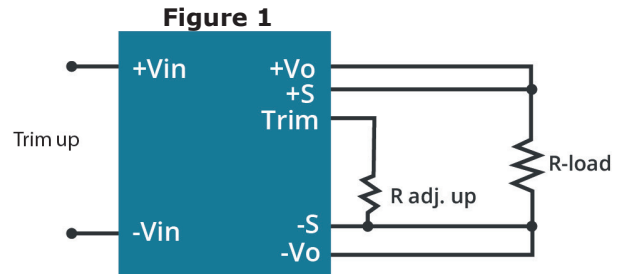 Figure 1
+Vin
+Vo
+S
Trim
Trim up
R-load
R adj. up
-S
-Vin
-Vo